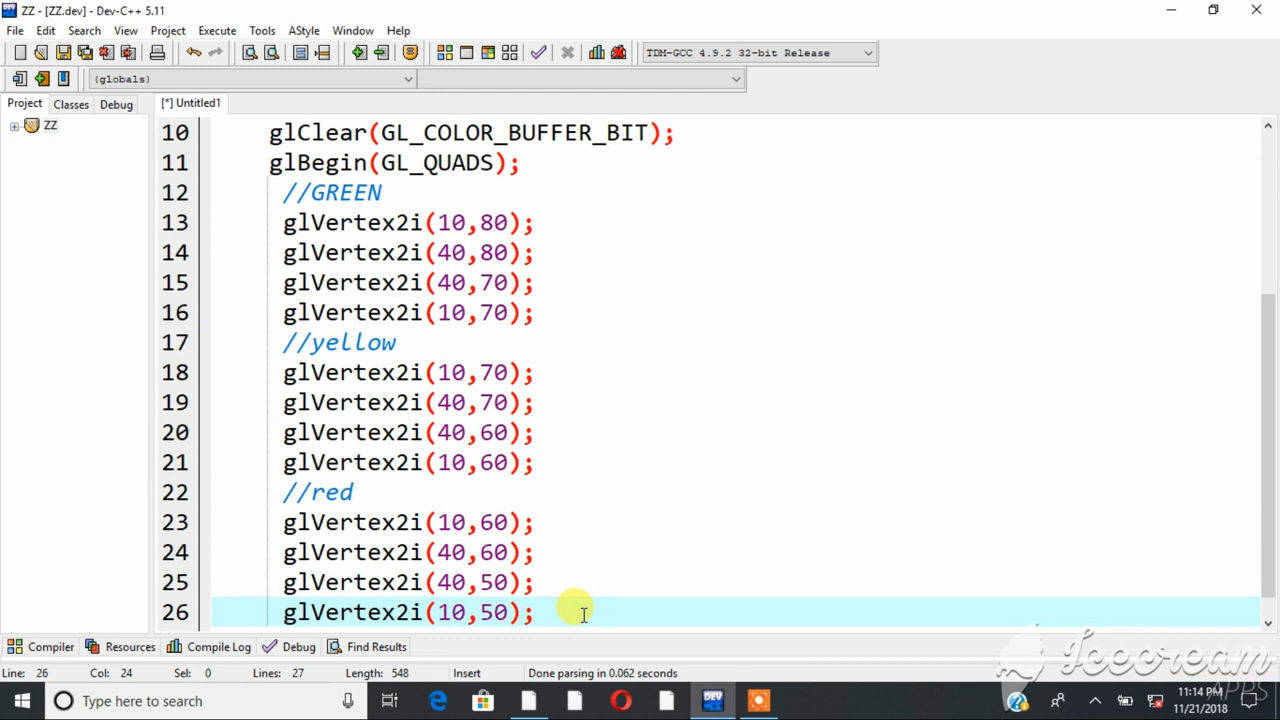 ZZ - [ZZ.dev] - Dev-C++ 5.11
File Edit Search View Project Execute Tools AStyle Window Help
TDM-GCC 4.9.2 32-bit Release
(globals)
Project Classes Debug [*] Untitled1
ZZ
10 glClear(GL_COLOR_BUFFER_BIT);
11 glBegin(GL_QUADS);
12 //GREEN
13 glVertex2i(10,80);
14 glVertex2i(40,80);
15 glVertex2i(40,70);
16 glVertex2i(10,70);
17 //yellow
18 glVertex2i(10,70);
19 glVertex2i(40,70);
20 glVertex2i(40,60);
21 glVertex2i(10,60);
22 //red
23 glVertex2i(10,60);
24 glVertex2i(40,60);
25 glVertex2i(40,50);
26 glVertex2i(10,50);
Compiler Resources Compile Log Debug Find Results
Line: 26 Col: 24 Sel: 0 Lines: 27 Length: 548 Insert Done parsing in 0.062 seconds
Icecream
APPS
Type here to search
DEV
11:14 PM
11/21/2018